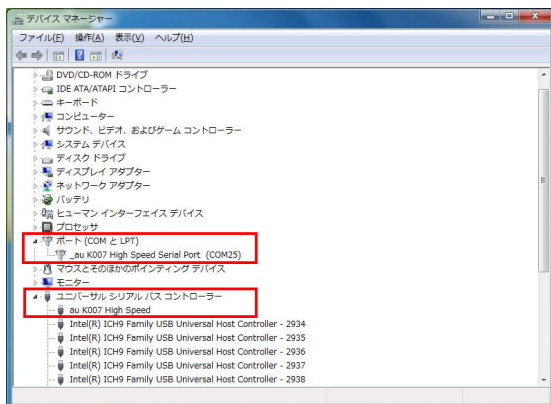 デバイス マネージャー
ファイル(F) 操作(A) 表示(V) ヘルプ(H)
DVD/CD-ROM ドライブ
IDE ATA/ATAPI コントローラー
キーボード
コンピューター
サウンド、ビデオ、およびゲーム コントローラー
システム デバイス
ディスク ドライブ
ディスプレイ アダプター
ネットワーク アダプター
バッテリ
ヒューマン インターフェイス デバイス
プロセッサ
ポート (COM と LPT)
_au K007 High Speed Serial Port (COM25)
マウスとそのほかのポインティング デバイス
モニター
ユニバーサル シリアル バス コントローラー
au K007 High Speed
Intel(R) ICH9 Family USB Universal Host Controller - 2934
Intel(R) ICH9 Family USB Universal Host Controller - 2935
Intel(R) ICH9 Family USB Universal Host Controller - 2936
Intel(R) ICH9 Family USB Universal Host Controller - 2937
Intel(R) ICH9 Family USB Universal Host Controller - 2938